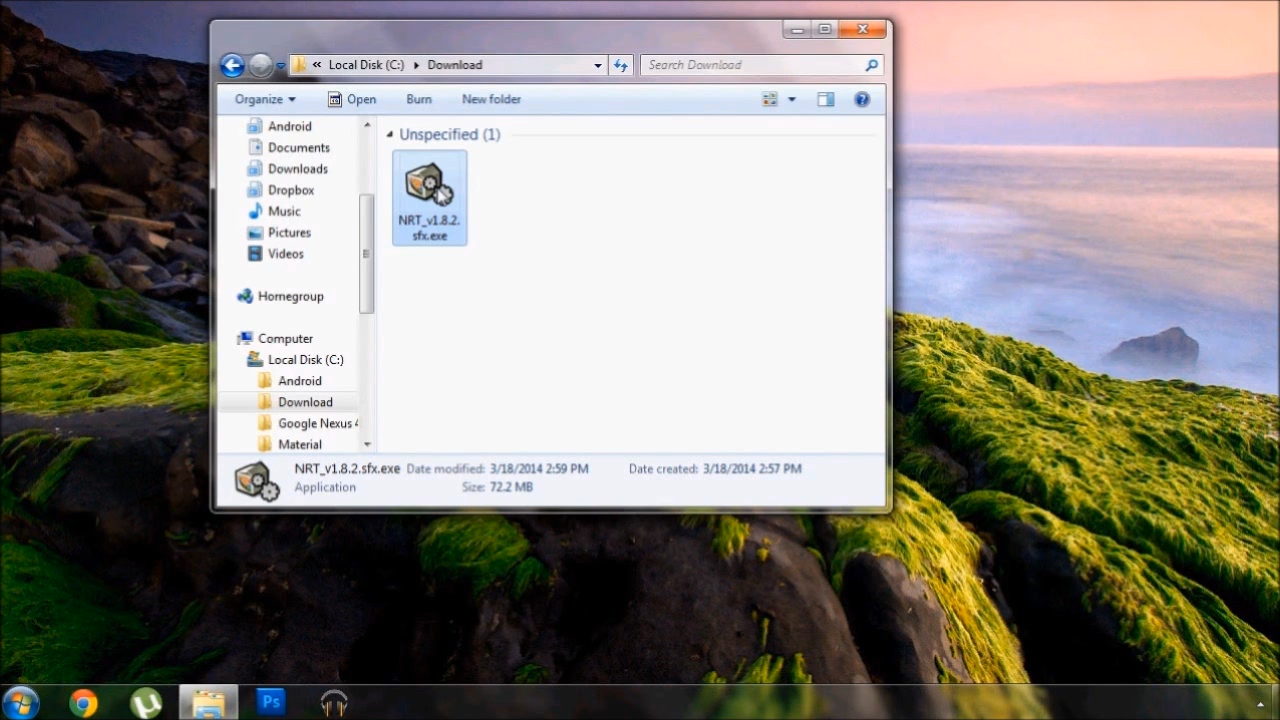 « Local Disk (C:) Download
Search Download
Organize Open Burn New folder
Android
Documents
Downloads
Dropbox
Music
Pictures
Videos
Homegroup
Computer
Local Disk (C:)
Android
Download
Google Nexus 4
Material
Unspecified (1)
NRT_v1.8.2.
sfx.exe
NRT_v1.8.2.sfx.exe Date modified: 3/18/2014 2:59 PM Date created: 3/18/2014 2:57 PM
Application Size: 72.2 MB
Ps